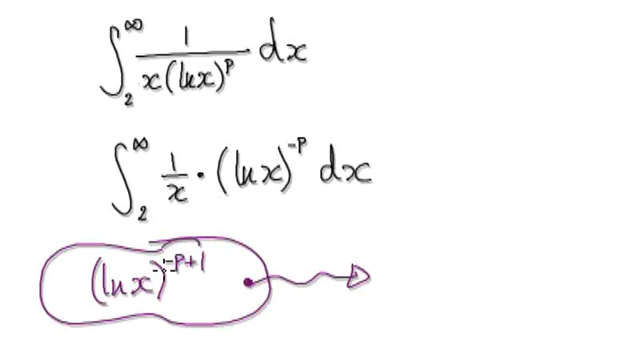 ∫₂^∞ 1/(x(ln x)^p) dx
∫₂^∞ 1/x · (ln x)^-p dx
(ln x)^-p+1